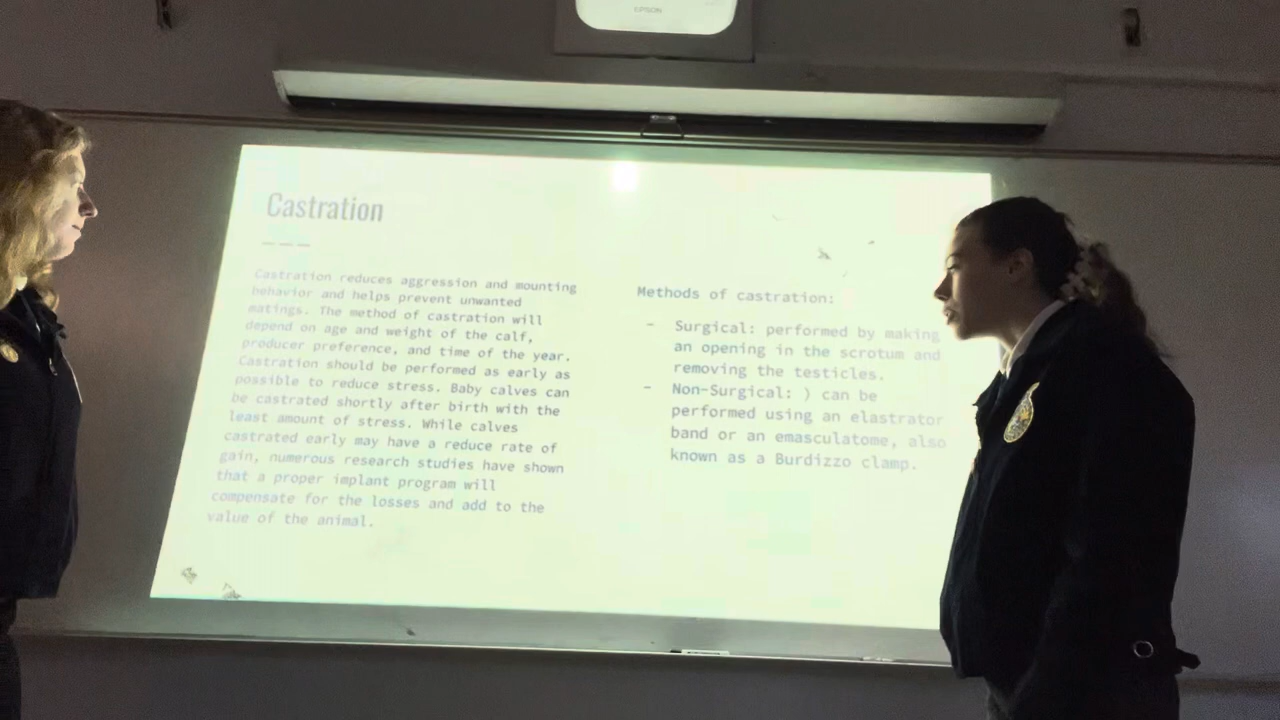 EPSON
Castration
Castration reduces aggression and mounting
behavior and helps prevent unwanted
matings. The method of castration will
depend on age and weight of the calf,
producer preference, and time of the year.
Castration should be performed as early as
possible to reduce stress. Baby calves can
be castrated shortly after birth with the
least amount of stress. While calves
castrated early may have a reduce rate of
gain, numerous research studies have shown
that a proper implant program will
compensate for the losses and add to the
value of the animal.
Methods of castration:
- Surgical: performed by making
an opening in the scrotum and
removing the testicles.
- Non-Surgical: ) can be
performed using an elastrator
band or an emasculatome, also
known as a Burdizzo clamp.